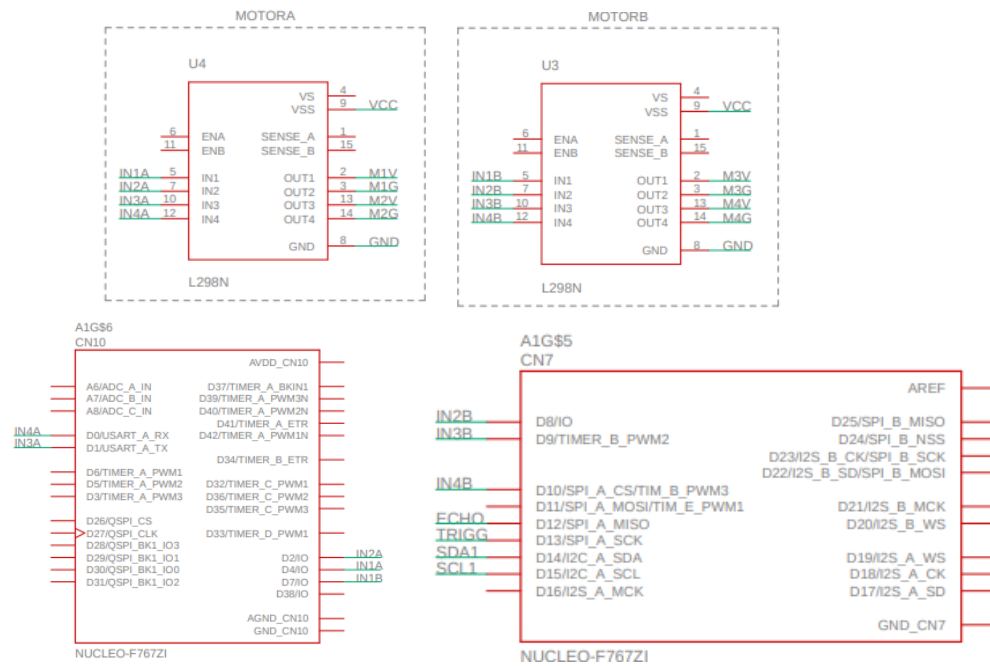 MOTORA
U4
VS 4
VSS 9 VCC
6 ENA SENSE_A 1
11 ENB SENSE_B 15
IN1A 5 IN1 OUT1 2 M1V
IN2A 7 IN2 OUT2 3 M1G
IN3A 10 IN3 OUT3 13 M2V
IN4A 12 IN4 OUT4 14 M2G
GND 8 GND
L298N
MOTORB
U3
VS 4
VSS 9 VCC
6 ENA SENSE_A 1
11 ENB SENSE_B 15
IN1B 5 IN1 OUT1 2 M3V
IN2B 7 IN2 OUT2 3 M3G
IN3B 10 IN3 OUT3 13 M4V
IN4B 12 IN4 OUT4 14 M4G
GND 8 GND
L298N
A1G$6
CN10
AVDD_CN10
A6/ADC_A_IN D37/TIMER_A_BKIN1
A7/ADC_B_IN D39/TIMER_A_PWM3N
A8/ADC_C_IN D40/TIMER_A_PWM2N
D41/TIMER_A_ETR
IN4A D0/USART_A_RX D42/TIMER_A_PWM1N
IN3A D1/USART_A_TX
D34/TIMER_B_ETR
D6/TIMER_A_PWM1
D5/TIMER_A_PWM2 D32/TIMER_C_PWM1
D3/TIMER_A_PWM3 D36/TIMER_C_PWM2
D35/TIMER_C_PWM3
D26/QSPI_CS
D27/QSPI_CLK D33/TIMER_D_PWM1
D28/QSPI_BK1_IO3
D29/QSPI_BK1_IO1 D2/IO IN2A
D30/QSPI_BK1_IO0 D4/IO IN1A
D31/QSPI_BK1_IO2 D7/IO IN1B
D38/IO
AGND_CN10
GND_CN10
NUCLEO-F767ZI
A1G$5
CN7
AREF
IN2B D8/IO D25/SPI_B_MISO
IN3B D9/TIMER_B_PWM2 D24/SPI_B_NSS
D23/I2S_B_CK/SPI_B_SCK
D22/I2S_B_SD/SPI_B_MOSI
IN4B D10/SPI_A_CS/TIM_B_PWM3
D11/SPI_A_MOSI/TIM_E_PWM1 D21/I2S_B_MCK
ECHO D12/SPI_A_MISO D20/I2S_B_WS
TRIGG D13/SPI_A_SCK
SDA1 D14/I2C_A_SDA D19/I2S_A_WS
SCL1 D15/I2C_A_SCL D18/I2S_A_CK
D16/I2S_A_MCK D17/I2S_A_SD
GND_CN7
NUCLEO-F767ZI